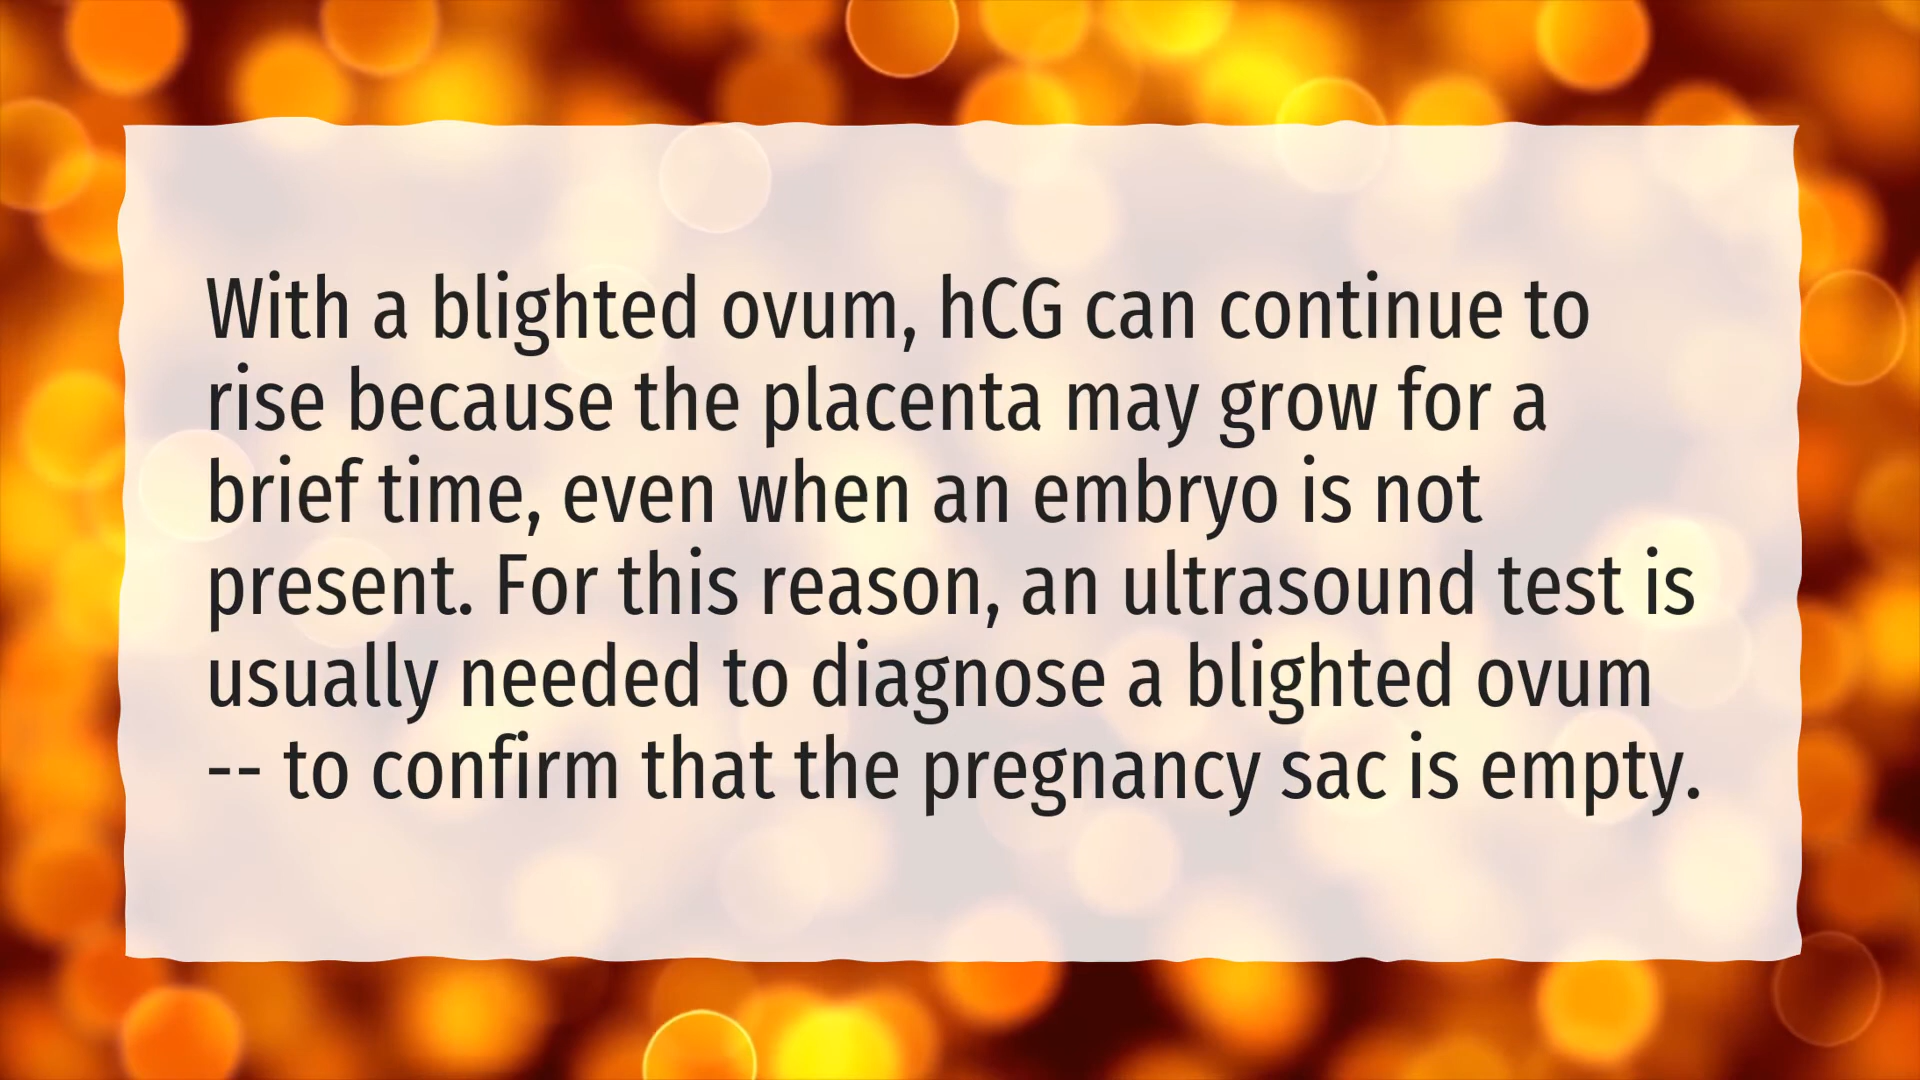 With a blighted ovum, hCG can continue to
rise because the placenta may grow for a
brief time, even when an embryo is not
present. For this reason, an ultrasound test is
usually needed to diagnose a blighted ovum
-- to confirm that the pregnancy sac is empty.